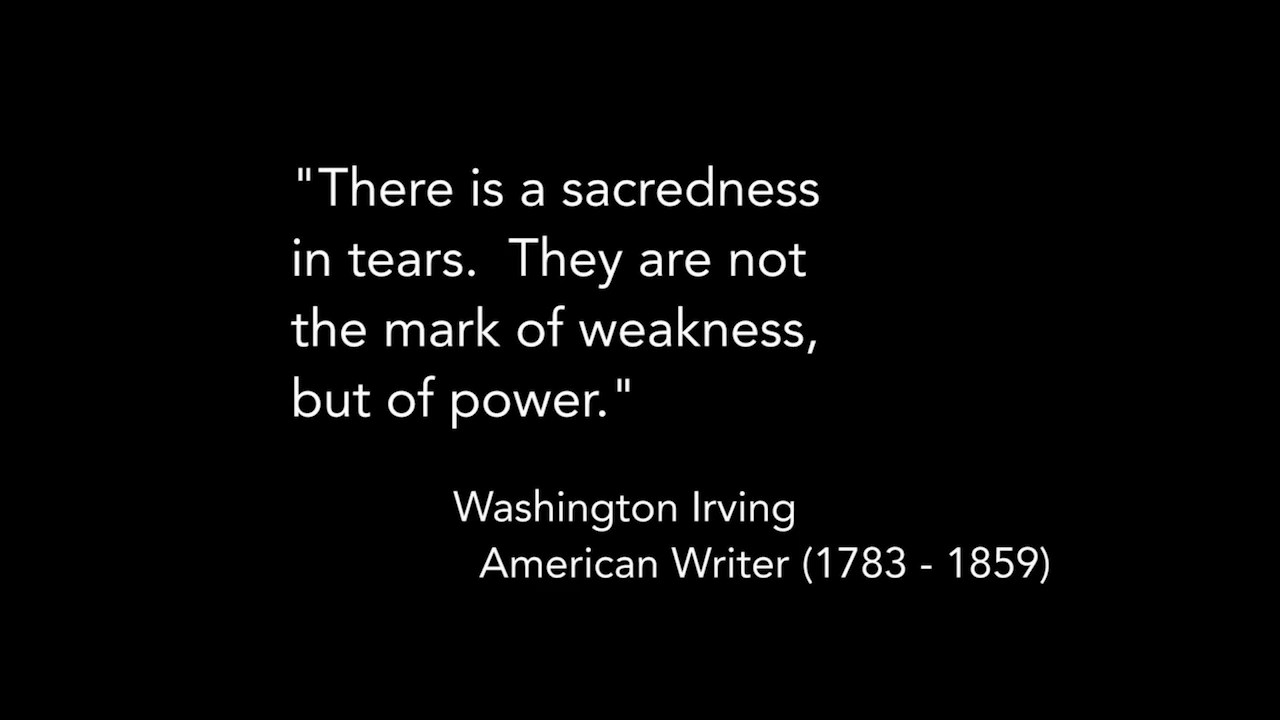 "There is a sacredness
in tears.  They are not
the mark of weakness,
but of power."
Washington Irving
American Writer (1783 - 1859)